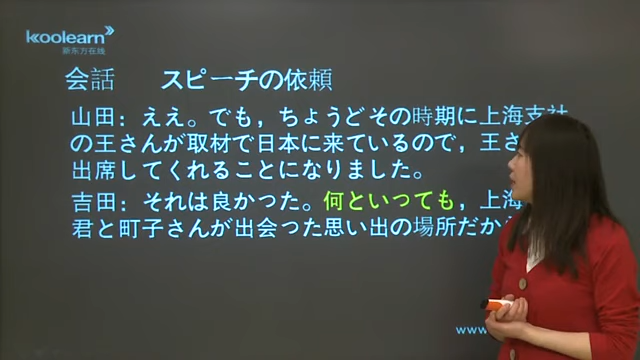 koolearn
新东方在线
会話 スピーチの依頼
山田：ええ。でも，ちょうどその時期に上海支社
の王さんが取材で日本に来ているので，王さ
出席してくれることになりました。
吉田：それは良かった。何といっても，上海
君と町子さんが出会った思い出の場所だか
www.